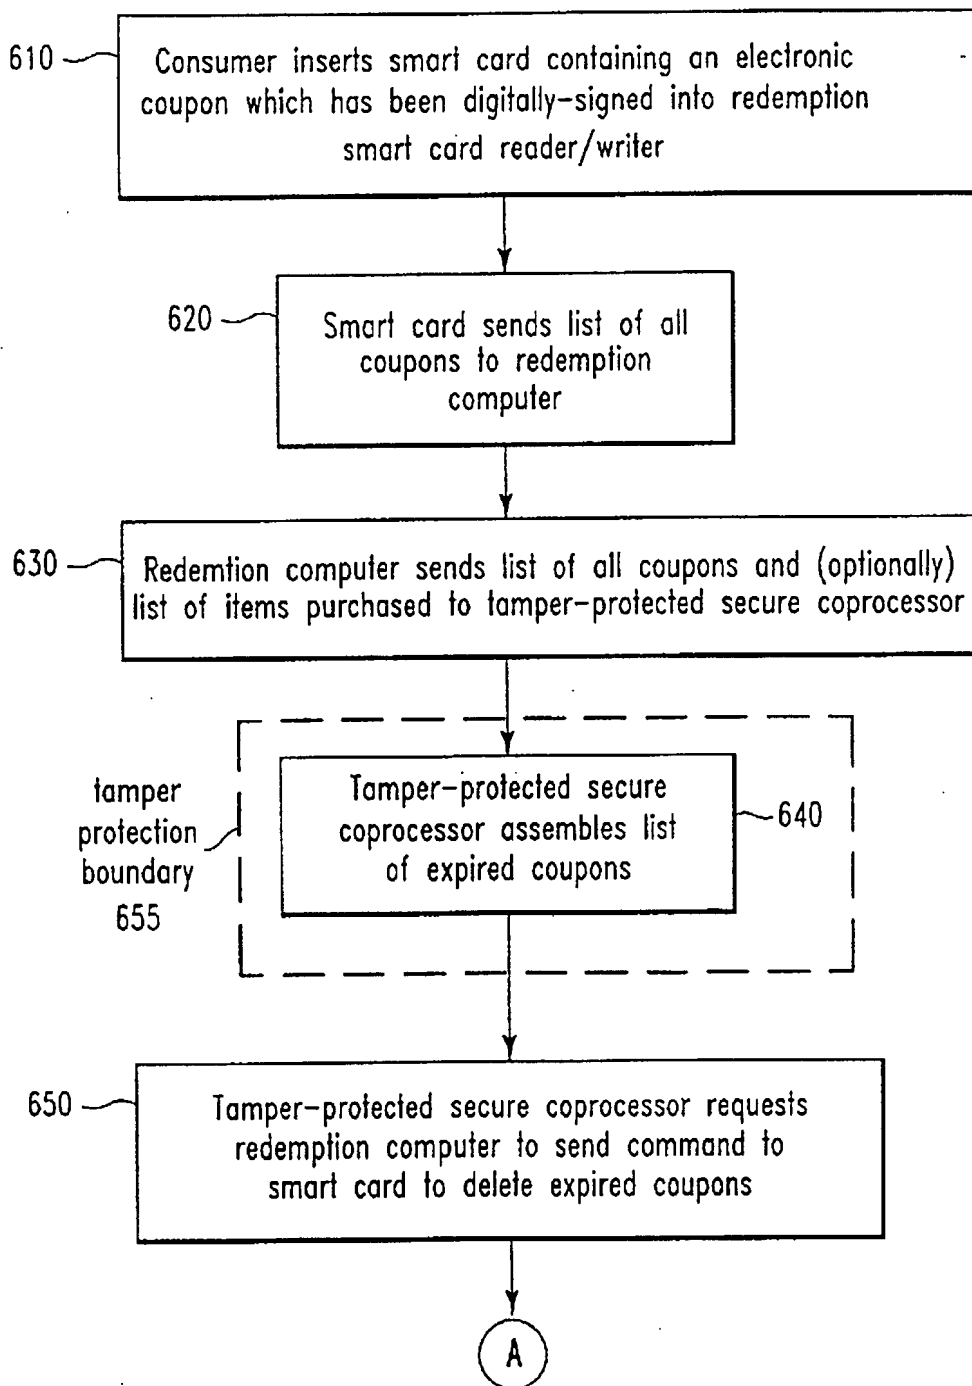 610
Consumer inserts smart card containing an electronic
coupon which has been digitally-signed into redemption
smart card reader/writer
620
Smart card sends list of all
coupons to redemption
computer
630
Redemtion computer sends list of all coupons and (optionally)
list of items purchased to tamper-protected secure coprocessor
tamper
protection
boundary
655
Tamper-protected secure
coprocessor assembles list
of expired coupons
640
650
Tamper-protected secure coprocessor requests
redemption computer to send command to
smart card to delete expired coupons
A